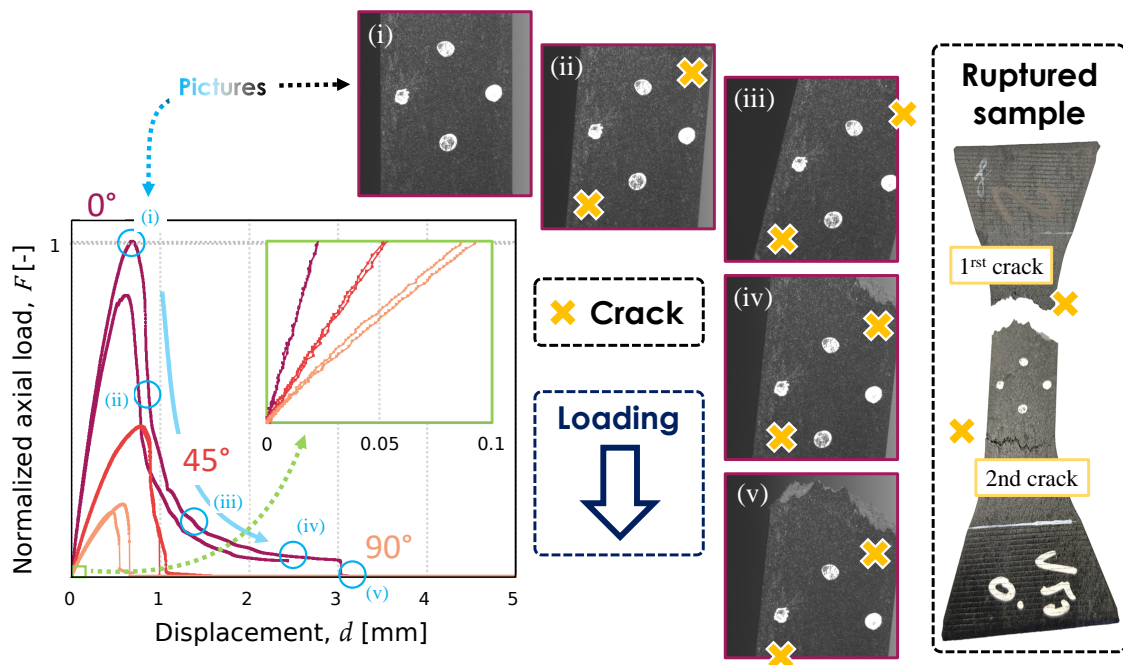 Pictures
(i)
(ii)
(iii)
(iv)
(v)
Ruptured
sample
1rst crack
2nd crack
Crack
Loading
0°
45°
90°
(i)
(ii)
(iii)
(iv)
(v)
1
Normalized axial load, F [-]
0
0.05
0.1
0
1
2
3
4
5
Displacement, d [mm]